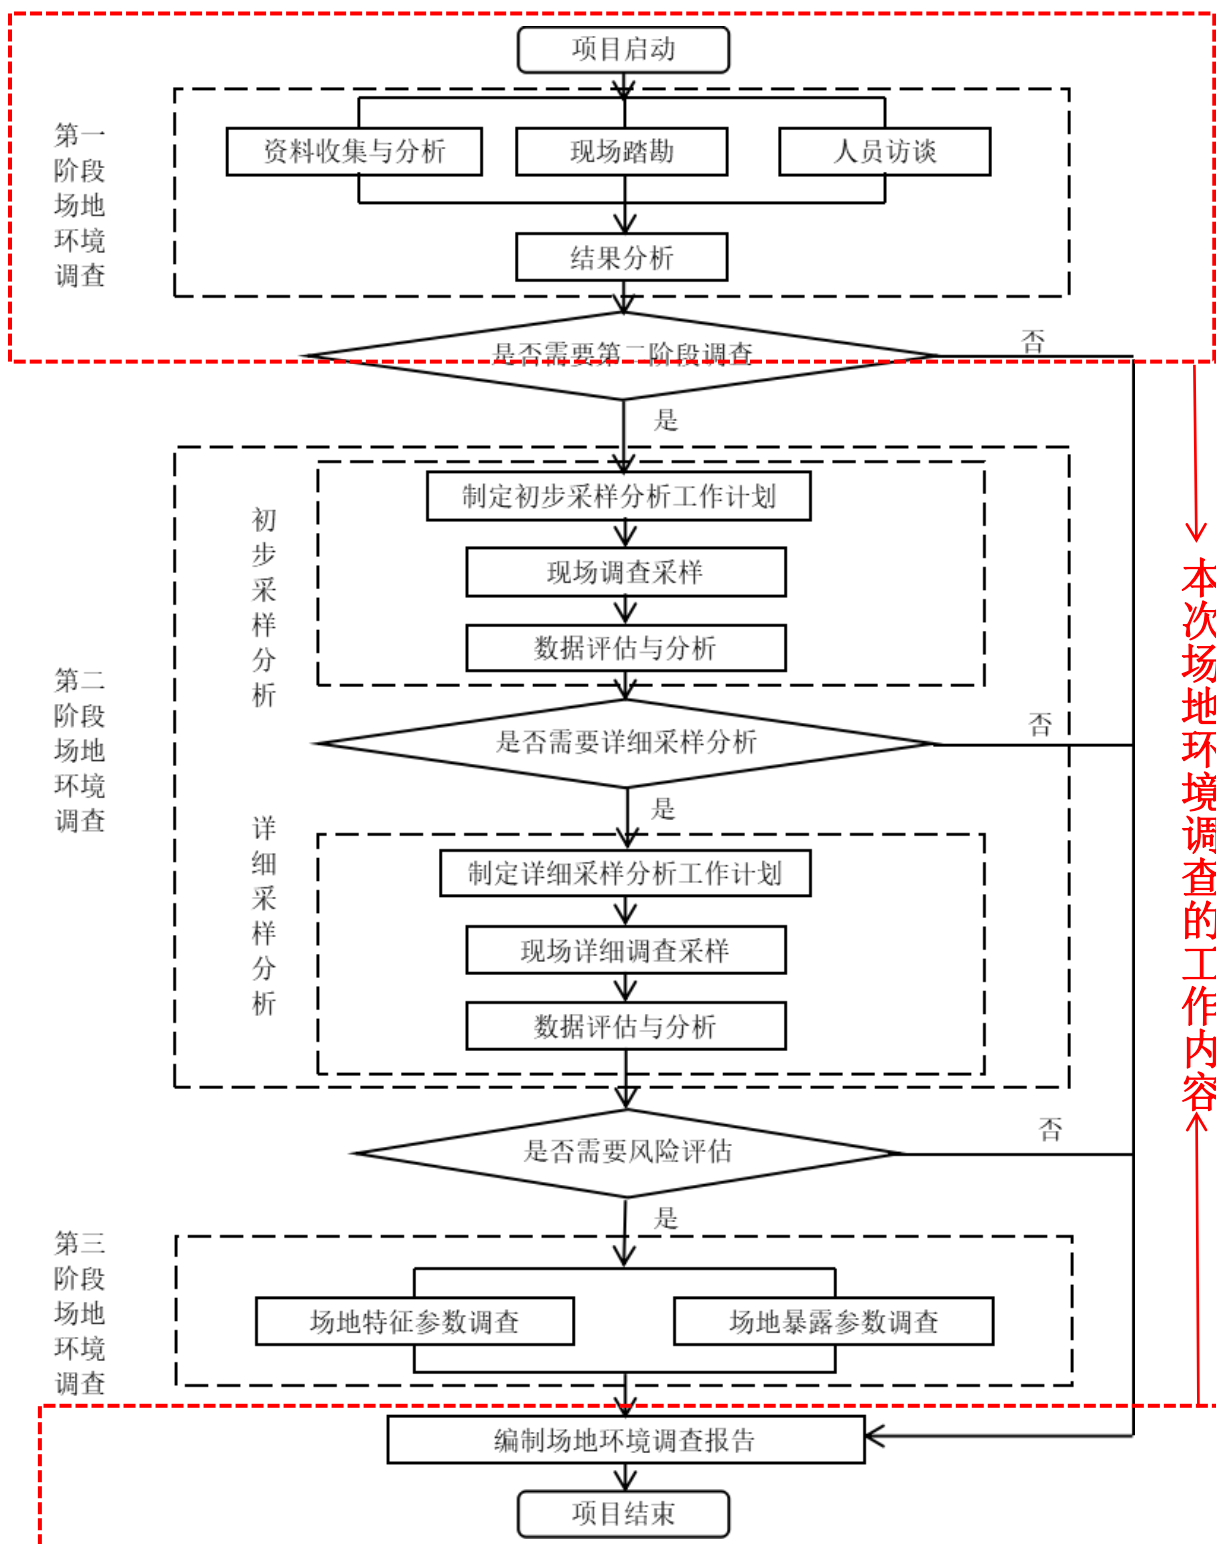 项目启动
第一
阶段
场地
环境
调查
资料收集与分析
现场踏勘
人员访谈
结果分析
是否需要第二阶段调查
否
是
第二
阶段
场地
环境
调查
初
步
采
样
分
析
制定初步采样分析工作计划
现场调查采样
数据评估与分析
是否需要详细采样分析
否
是
详
细
采
样
分
析
制定详细采样分析工作计划
现场详细调查采样
数据评估与分析
是否需要风险评估
否
是
第三
阶段
场地
环境
调查
场地特征参数调查
场地暴露参数调查
编制场地环境调查报告
项目结束
本次场地环境调查的工作内容